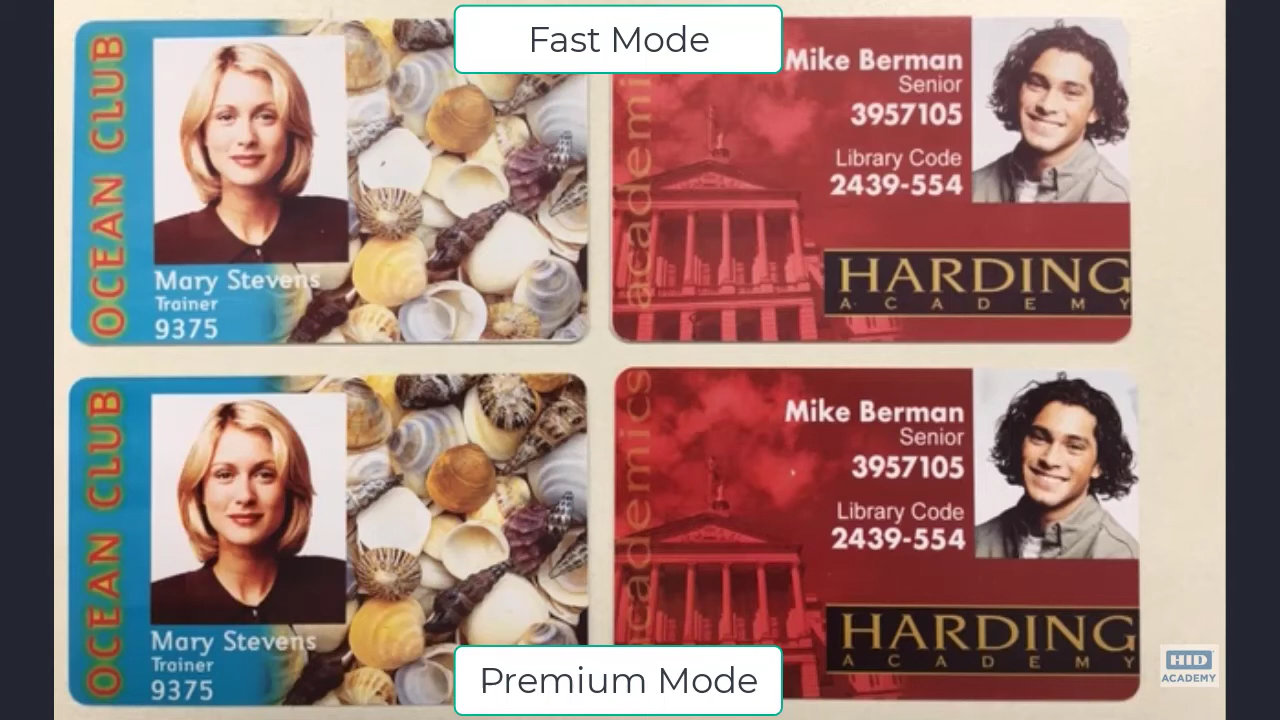 Fast Mode
OCEAN CLUB
Mary Stevens
Trainer
9375
academi
Mike Berman
Senior
3957105
Library Code
2439-554
HARDING
ACADEMY
OCEAN CLUB
Mary Stevens
Trainer
9375
academics
Mike Berman
Senior
3957105
Library Code
2439-554
HARDING
ACADEMY
Premium Mode
HID
ACADEMY